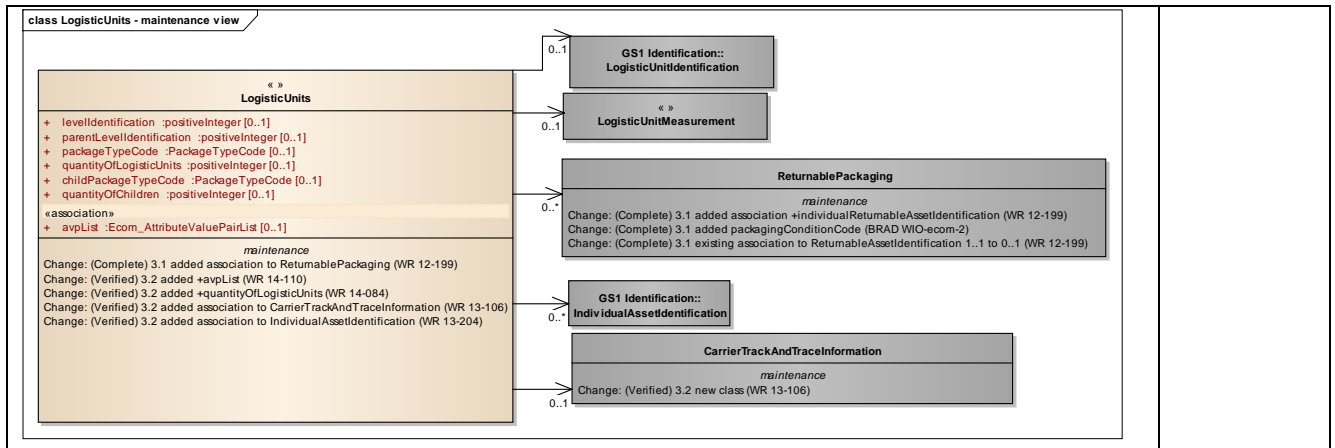 class LogisticUnits - maintenance view
« »
LogisticUnits
+ levelIdentification :positiveInteger [0..1]
+ parentLevelIdentification :positiveInteger [0..1]
+ packageTypeCode :PackageTypeCode [0..1]
+ quantityOfLogisticUnits :positiveInteger [0..1]
+ childPackageTypeCode :PackageTypeCode [0..1]
+ quantityOfChildren :positiveInteger [0..1]
«association»
+ avpList :Ecom_AttributeValuePairList [0..1]
maintenance
Change: (Complete) 3.1 added association to ReturnablePackaging (WR 12-199)
Change: (Verified) 3.2 added +avpList (WR 14-110)
Change: (Verified) 3.2 added +quantityOfLogisticUnits (WR 14-084)
Change: (Verified) 3.2 added association to CarrierTrackAndTraceInformation (WR 13-106)
Change: (Verified) 3.2 added association to IndividualAssetIdentification (WR 13-204)
0..1
GS1 Identification::
LogisticUnitIdentification
0..1
« »
LogisticUnitMeasurement
0..*
ReturnablePackaging
maintenance
Change: (Complete) 3.1 added association +individualReturnableAssetIdentification (WR 12-199)
Change: (Complete) 3.1 added packagingConditionCode (BRAD WIO-ecom-2)
Change: (Complete) 3.1 existing association to ReturnableAssetIdentification 1..1 to 0..1 (WR 12-199)
0..*
GS1 Identification::
IndividualAssetIdentification
0..1
CarrierTrackAndTraceInformation
maintenance
Change: (Verified) 3.2 new class (WR 13-106)